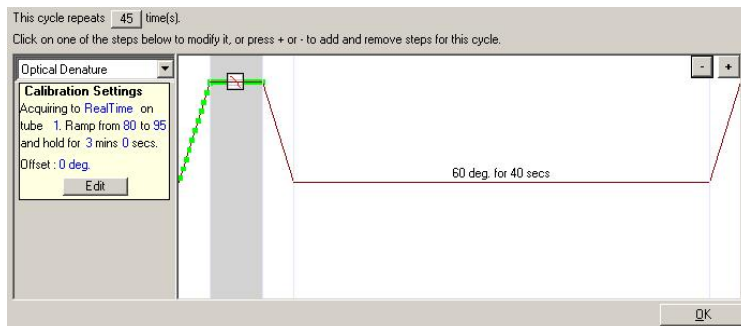 This cycle repeats 45 time(s).
Click on one of the steps below to modify it, or press + or - to add and remove steps for this cycle.
Optical Denature
- +
Calibration Settings
Acquiring to RealTime on
tube 1. Ramp from 80 to 95
and hold for 3 mins 0 secs.
Offset : 0 deg.
Edit
60 deg. for 40 secs
OK